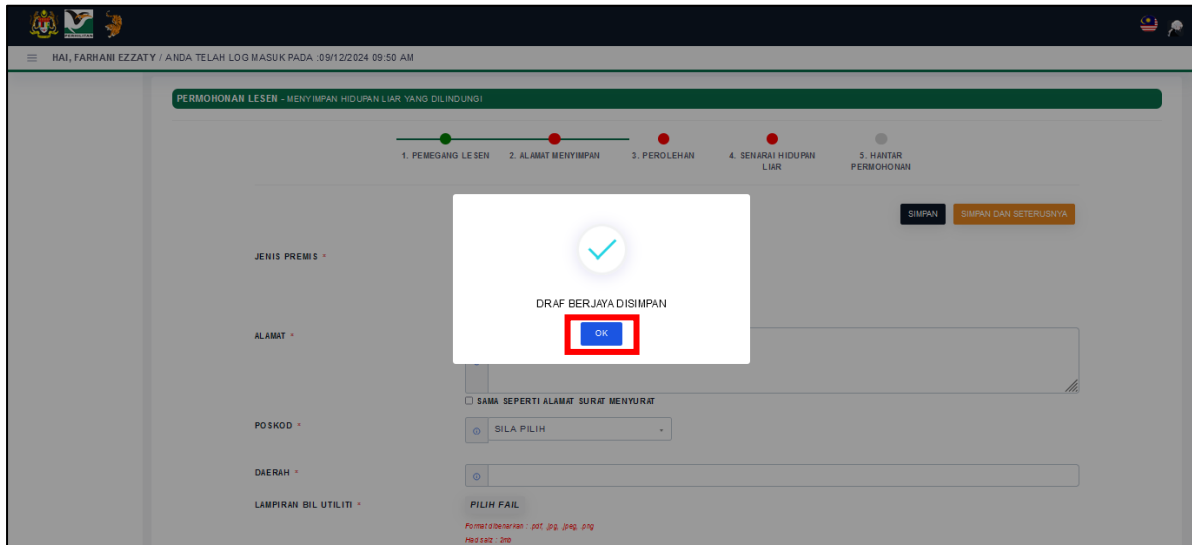 PERHILITAN
HAI, FARHANI EZZATY / ANDA TELAH LOG MASUK PADA :09/12/2024 09:50 AM
PERMOHONAN LESEN - MENYIMPAN HIDUPAN LIAR YANG DILINDUNGI
1. PEMEGANG LESEN
2. ALAMAT MENYIMPAN
3. PEROLEHAN
4. SENARAI HIDUPAN
LIAR
5. HANTAR
PERMOHONAN
SIMPAN
SIMPAN DAN SETERUSNYA
JENIS PREMIS *
DRAF BERJAYA DISIMPAN
OK
ALAMAT *
SAMA SEPERTI ALAMAT SURAT MENYURAT
POSKOD *
SILA PILIH
DAERAH *
LAMPIRAN BIL UTILITI *
PILIH FAIL
Format dibenarkan : pdf, jpg, jpeg, png
Had saiz : 3mb